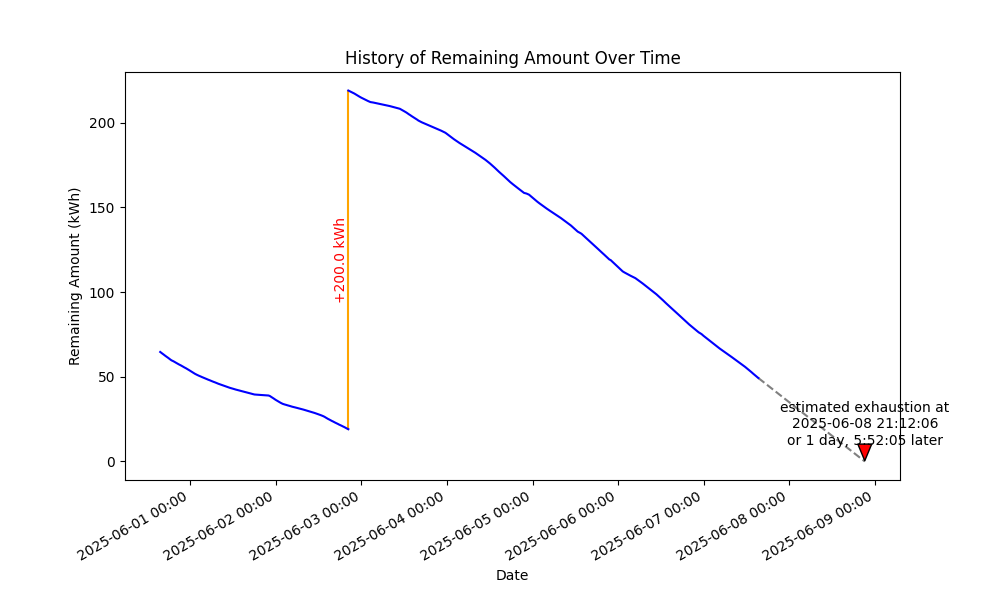 History of Remaining Amount Over Time
Remaining Amount (kWh)
200
150
100
50
0
+200.0 kWh
estimated exhaustion at
2025-06-08 21:12:06
or 1 day, 5:52:05 later
2025-06-01 00:00
2025-06-02 00:00
2025-06-03 00:00
2025-06-04 00:00
2025-06-05 00:00
2025-06-06 00:00
2025-06-07 00:00
2025-06-08 00:00
2025-06-09 00:00
Date